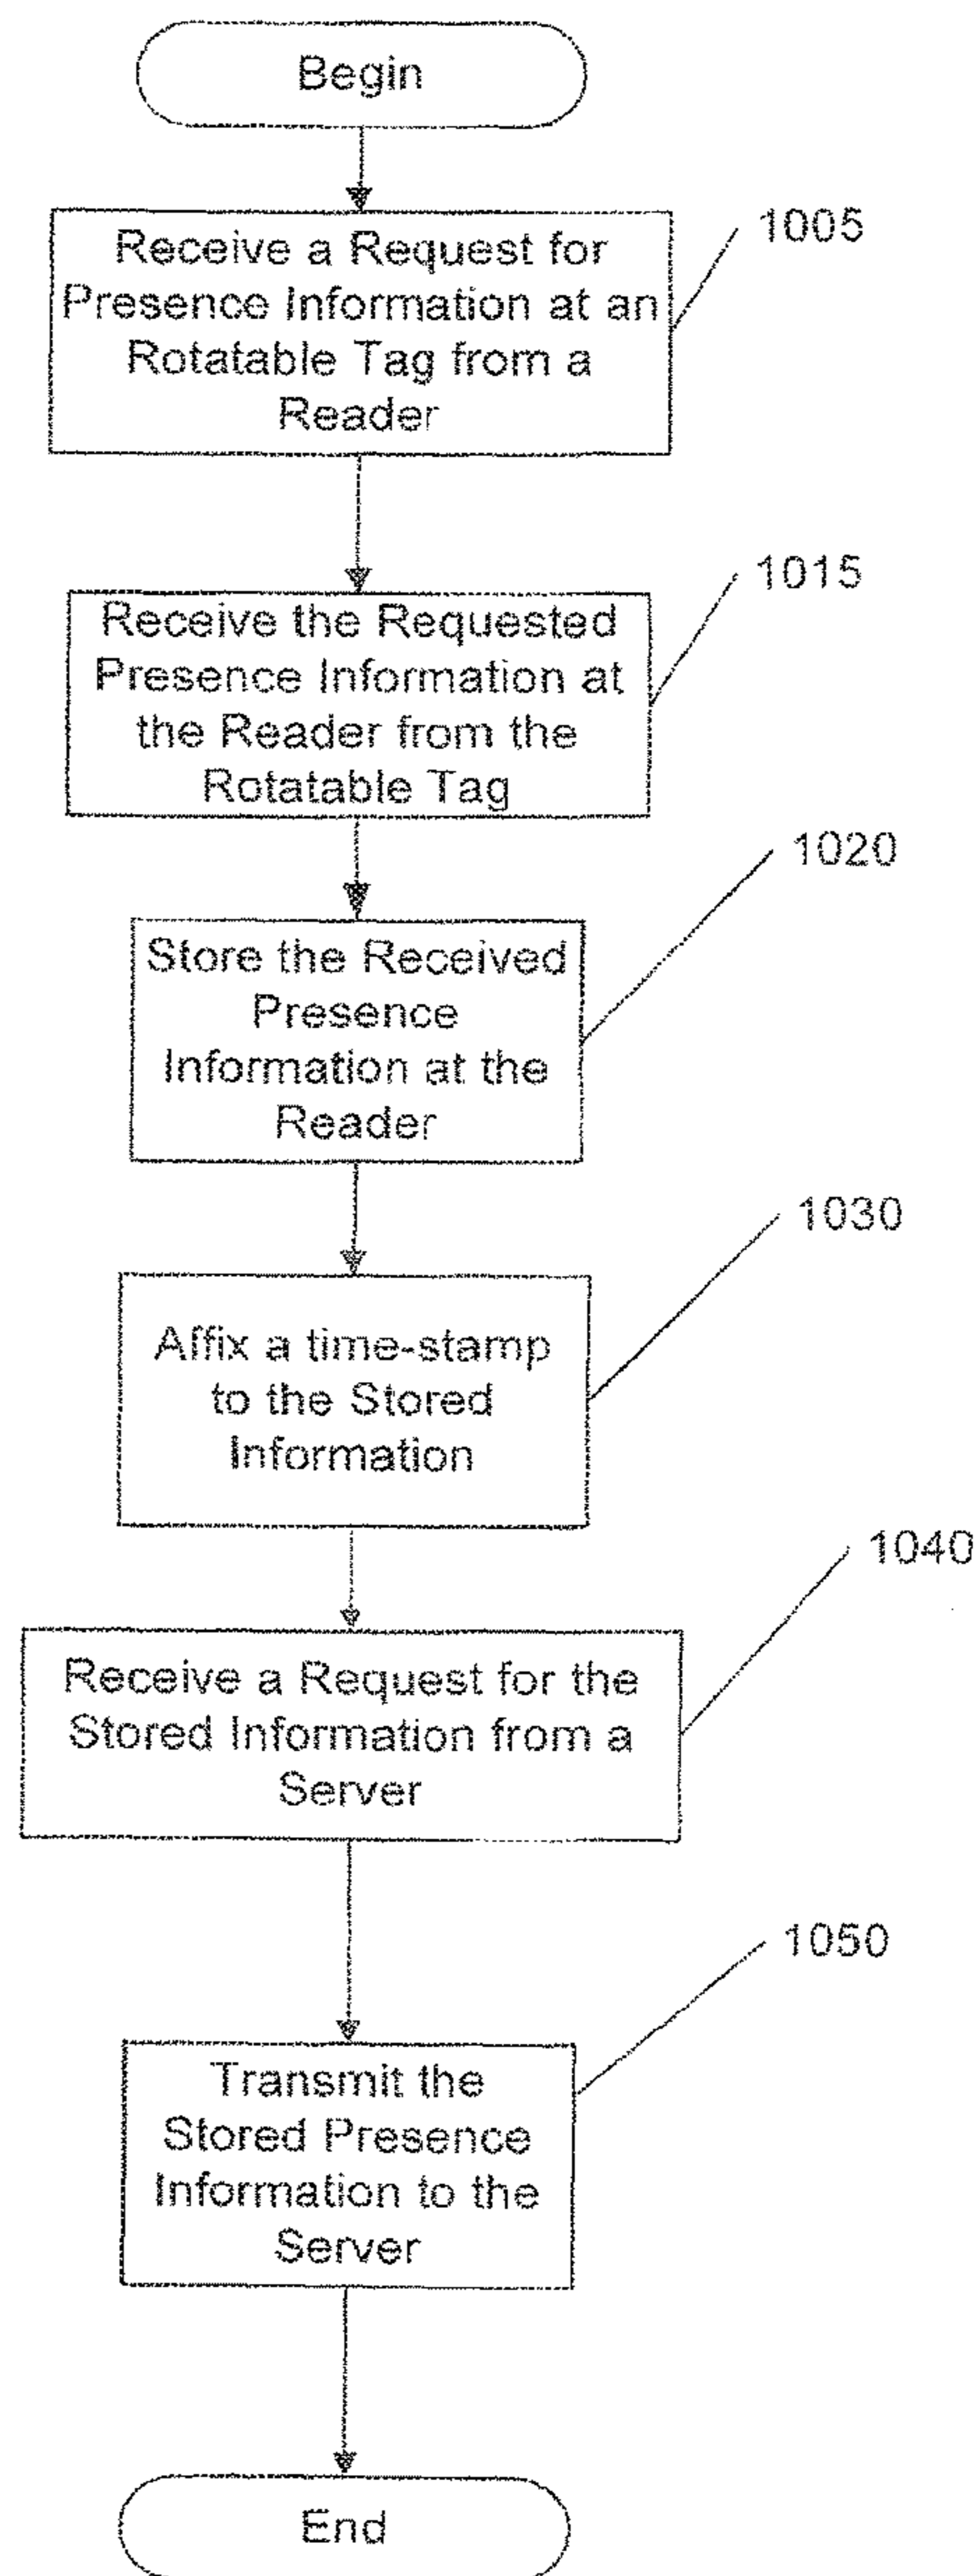 Begin
1005
Receive a Request for
Presence Information at an
Rotatable Tag from a
Reader
1015
Receive the Requested
Presence Information at
the Reader from the
Rotatable Tag
1020
Store the Received
Presence
Information at the
Reader
1030
Affix a time-stamp
to the Stored
Information
1040
Receive a Request for the
Stored Information from a
Server
1050
Transmit the
Stored Presence
Information to the
Server
End